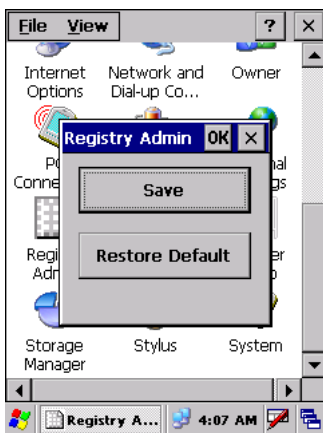 File View ? ×
Internet Options
Network and Dial-up Co...
Owner
Registry Admin OK ×
Save
Restore Default
Storage Manager
Stylus
System
Registry A...
4:07 AM